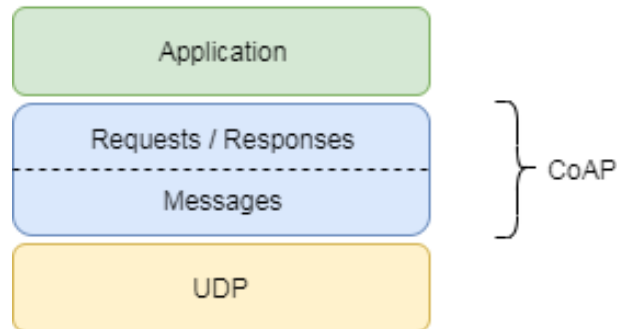 Application
Requests / Responses
Messages
CoAP
UDP